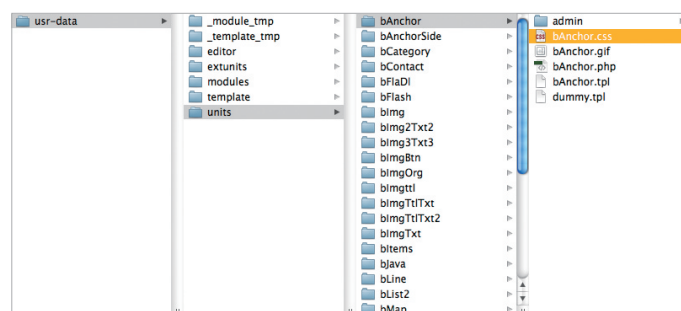 usr-data
_module_tmp
_template_tmp
editor
extunits
modules
template
units
bAnchor
bAnchorSide
bCategory
bContact
bFlaDl
bFlash
bImg
bImg2Txt2
bImg3Txt3
bImgBtn
bImgOrg
bImgttl
bImgTtlTxt
bImgTtlTxt2
bImgTxt
bItems
bJava
bLine
bList2
bMap
admin
bAnchor.css
bAnchor.gif
bAnchor.php
bAnchor.tpl
dummy.tpl